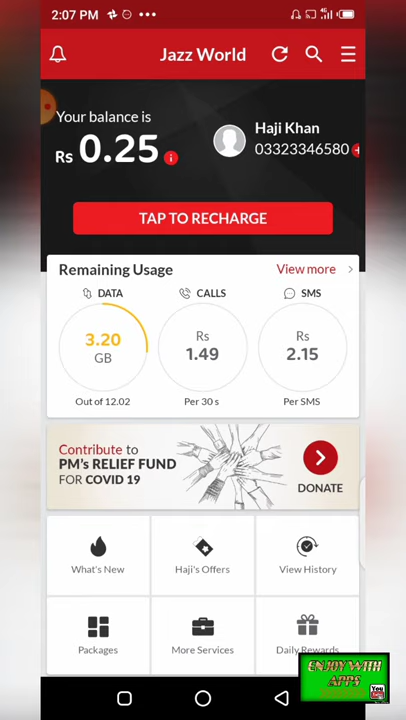 2:07 PM
4G
Jazz World
Your balance is
Rs 0.25
Haji Khan
03323346580
TAP TO RECHARGE
Remaining Usage
View more
DATA
CALLS
SMS
3.20
GB
Rs
1.49
Rs
2.15
Out of 12.02
Per 30 s
Per SMS
Contribute to
PM's RELIEF FUND
FOR COVID 19
DONATE
What's New
Haji's Offers
View History
Packages
More Services
Daily Rewards
ENJOY WITH
APPS
You